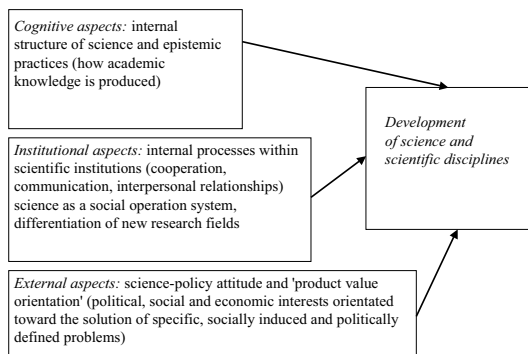 Cognitive aspects: internal
structure of science and epistemic
practices (how academic
knowledge is produced)
Development
of science and
scientific disciplines
Institutional aspects: internal processes within
scientific institutions (cooperation,
communication, interpersonal relationships)
science as a social operation system,
differentiation of new research fields
External aspects: science-policy attitude and 'product value
orientation' (political, social and economic interests orientated
toward the solution of specific, socially induced and politically
defined problems)